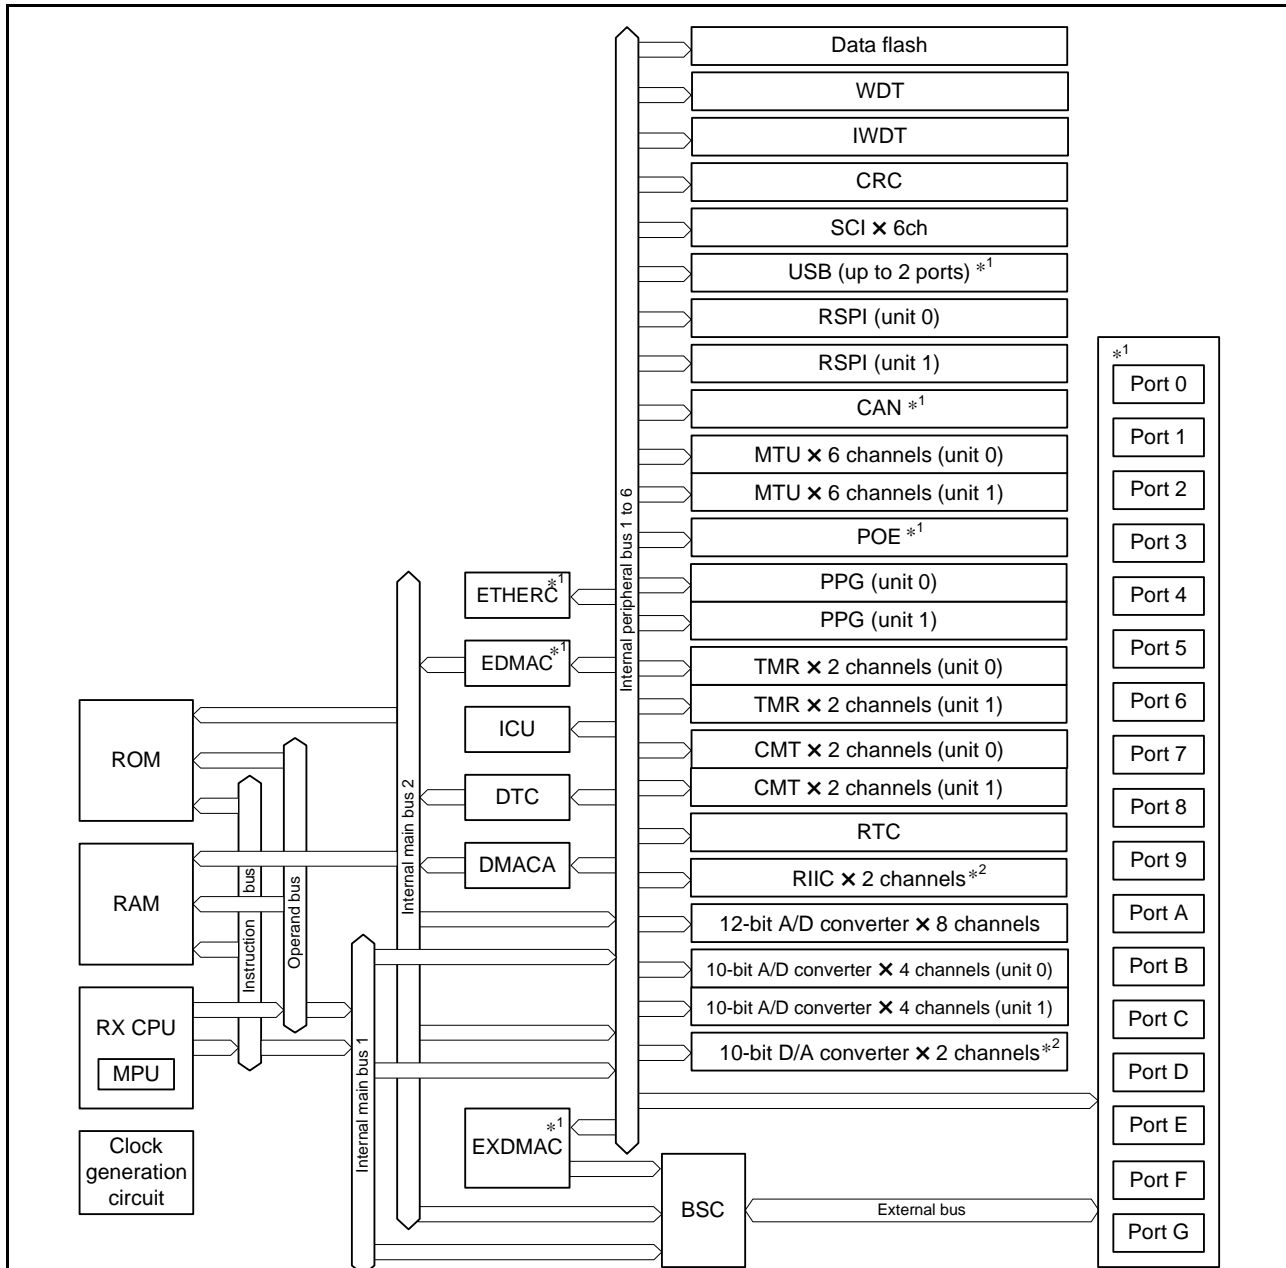 Data flash
WDT
IWDT
CRC
SCI × 6ch
USB (up to 2 ports) *1
RSPI (unit 0)
RSPI (unit 1)
CAN *1
MTU × 6 channels (unit 0)
MTU × 6 channels (unit 1)
POE *1
PPG (unit 0)
PPG (unit 1)
TMR × 2 channels (unit 0)
TMR × 2 channels (unit 1)
CMT × 2 channels (unit 0)
CMT × 2 channels (unit 1)
RTC
RIIC × 2 channels*2
12-bit A/D converter × 8 channels
10-bit A/D converter × 4 channels (unit 0)
10-bit A/D converter × 4 channels (unit 1)
10-bit D/A converter × 2 channels*2
*1
Port 0
Port 1
Port 2
Port 3
Port 4
Port 5
Port 6
Port 7
Port 8
Port 9
Port A
Port B
Port C
Port D
Port E
Port F
Port G
Internal peripheral bus 1 to 6
ETHERC*1
EDMAC*1
ICU
DTC
DMACA
EXDMAC*1
Internal main bus 2
Internal main bus 1
Operand bus
Instruction bus
ROM
RAM
RX CPU
MPU
Clock
generation
circuit
BSC
External bus